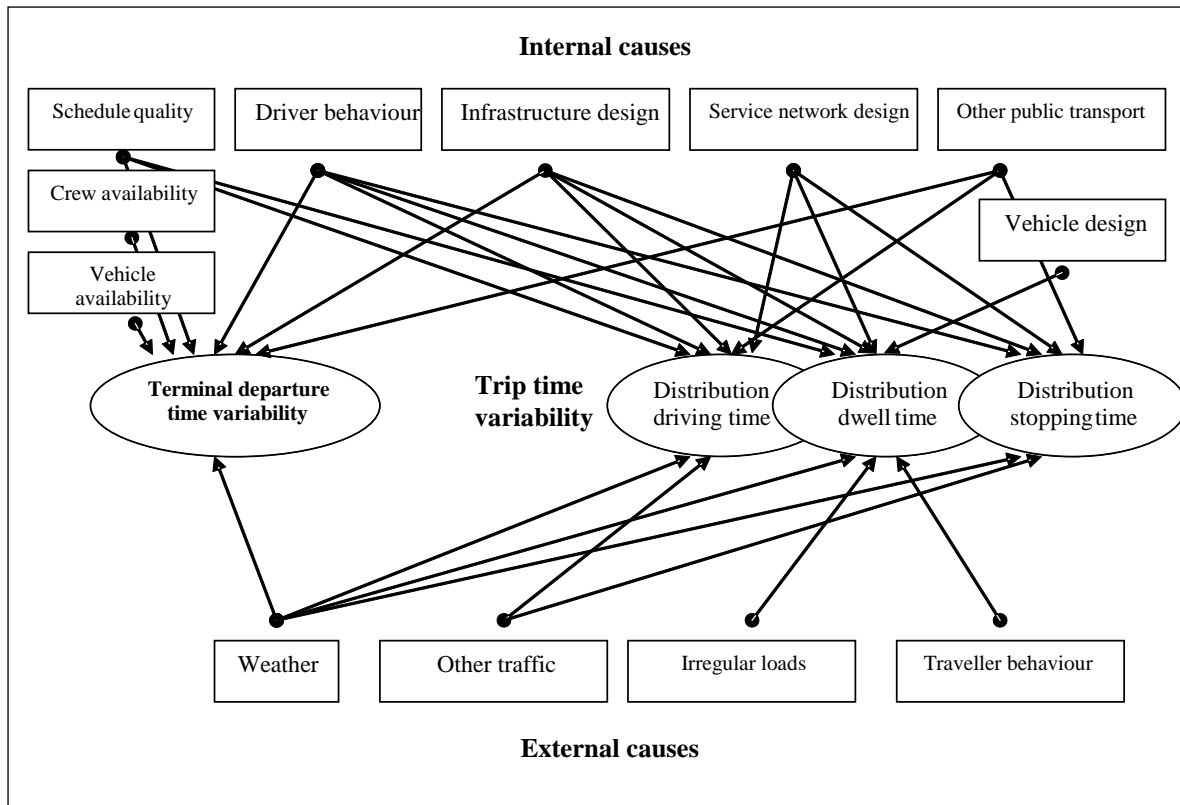 Internal causes
Schedule quality
Driver behaviour
Infrastructure design
Service network design
Other public transport
Crew availability
Vehicle design
Vehicle
availability
Terminal departure
time variability
Trip time
variability
Distribution
driving time
Distribution
dwell time
Distribution
stopping time
Weather
Other traffic
Irregular loads
Traveller behaviour
External causes